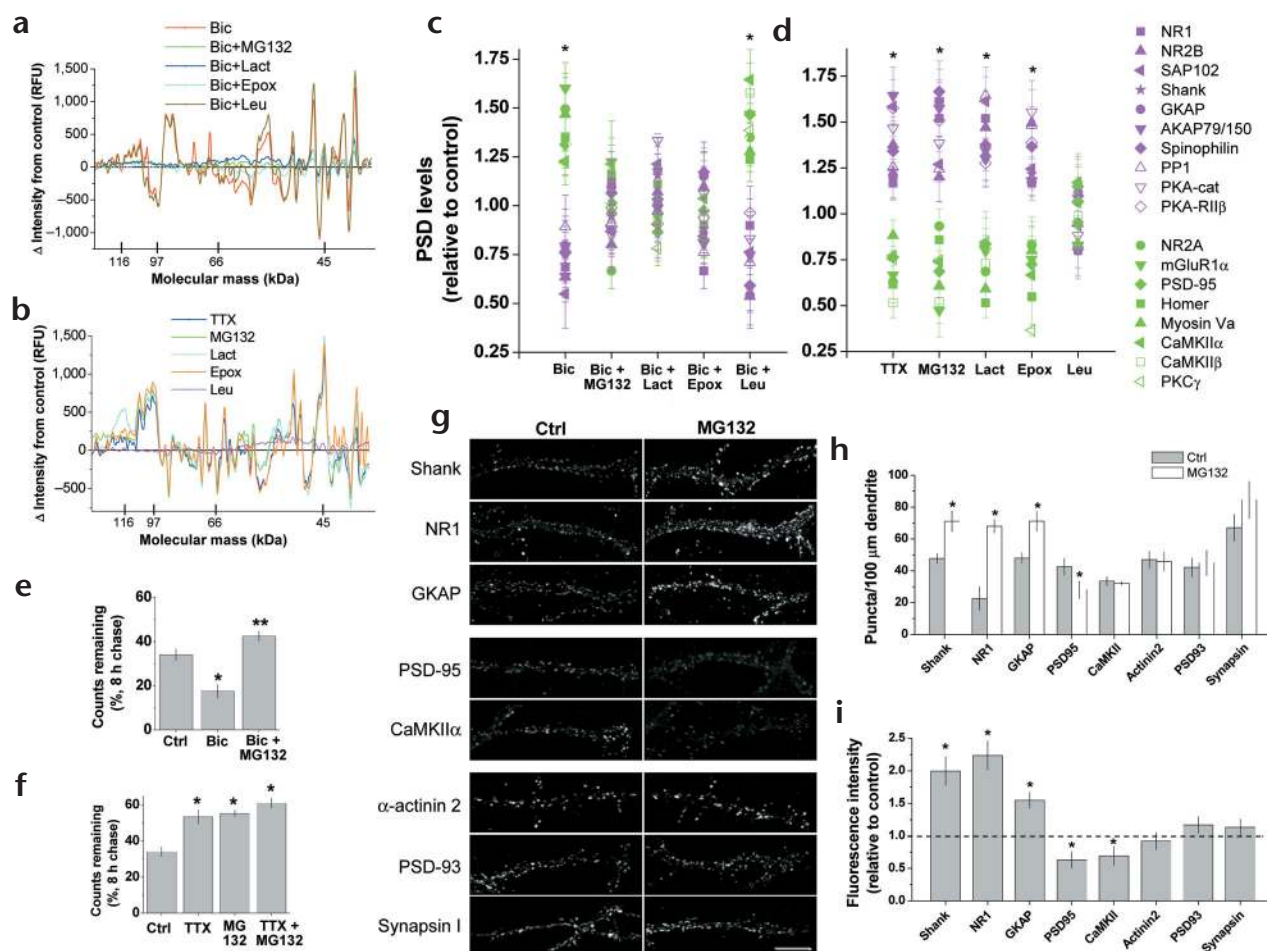 a
Bic
Bic+MG132
Bic+Lact
Bic+Epox
Bic+Leu
Δ Intensity from control (RFU)
1,500
1,000
500
0
–500
–1,000
116 97 66 45
Molecular mass (kDa)
b
TTX
MG132
Lact
Epox
Leu
Δ Intensity from control (RFU)
1,500
1,000
500
0
–500
116 97 66 45
Molecular mass (kDa)
c
PSD levels
(relative to control)
1.75
1.50
1.25
1.00
0.75
0.50
0.25
* *
Bic Bic + MG132 Bic + Lact Bic + Epox Bic + Leu
d
1.75
1.50
1.25
1.00
0.75
0.50
0.25
* * * *
TTX MG132 Lact Epox Leu
NR1
NR2B
SAP102
Shank
GKAP
AKAP79/150
Spinophilin
PP1
PKA-cat
PKA-RIIβ
NR2A
mGluR1α
PSD-95
Homer
Myosin Va
CaMKIIα
CaMKIIβ
PKCγ
e
Counts remaining
(%, 8 h chase)
60
40
20
0
* **
Ctrl Bic Bic +
MG132
f
Counts remaining
(%, 8 h chase)
60
40
20
0
* * *
Ctrl TTX MG 132 TTX + MG132
g
Ctrl MG132
Shank
NR1
GKAP
PSD-95
CaMKIIα
α-actinin 2
PSD-93
Synapsin I
h
Ctrl
MG132
Puncta/100 μm dendrite
100
80
60
40
20
0
* * * *
Shank NR1 GKAP PSD95 CaMKII Actinin2 PSD93 Synapsin
i
Fluorescence intensity
(relative to control)
2.5
2.0
1.5
1.0
0.5
0
* * * * *
Shank NR1 GKAP PSD95 CaMKII Actinin2 PSD93 Synapsin